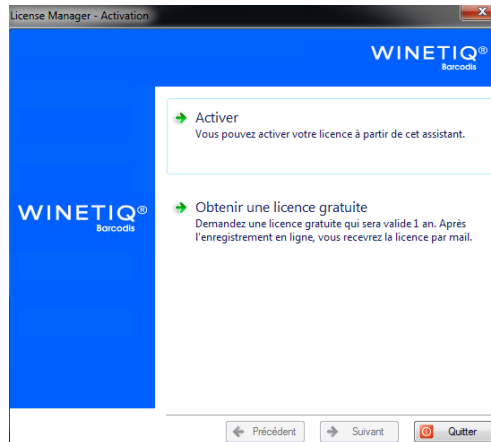 License Manager - Activation
WINETIQ®
Barcodis
Activer
Vous pouvez activer votre licence à partir de cet assistant.
WINETIQ®
Barcodis
Obtenir une licence gratuite
Demandez une licence gratuite qui sera valide 1 an. Après
l'enregistrement en ligne, vous recevrez la licence par mail.
Précédent
Suivant
Quitter